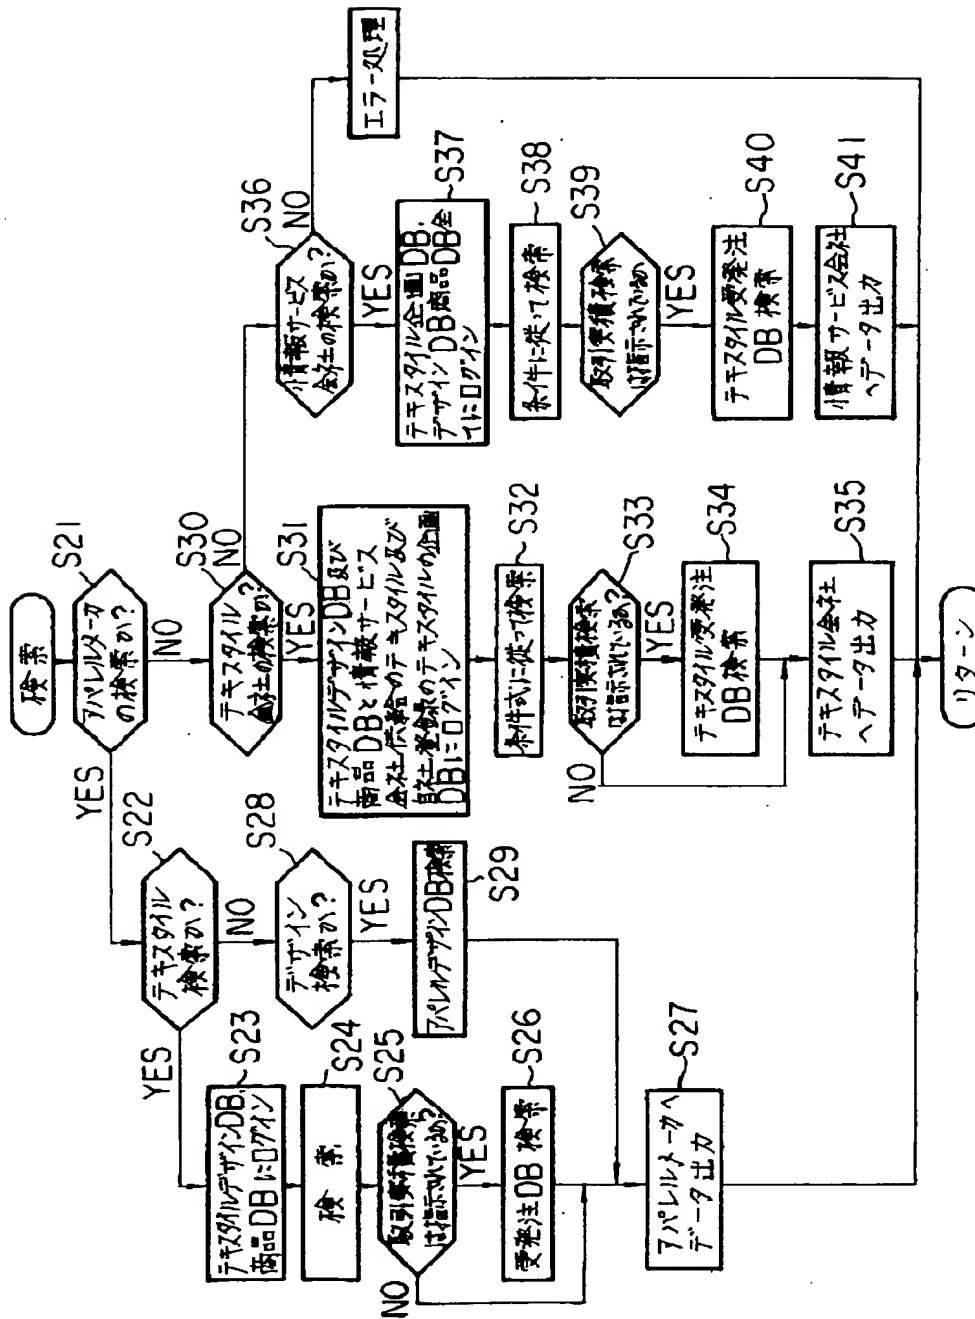 検索
S21
アパレルメーカ
の検索か?
YES
NO
S22
テキスタイル
検索か?
YES
NO
S23
テキスタイルデザインDB,
商品DBにログイン
S24
検索
S25
取引実積検索
は指示されているか?
YES
NO
S26
受発注DB検索
S27
アパレルメーカへ
データ出力
S28
デザイン
検索か?
YES
S29
アパレルデザインDB検索
S30
テキスタイル
会社の検索か?
NO
YES
S31
テキスタイルデザインDB及び
商品DBと情報サービス
会社供給のテキスタイル及び
自社登録のテキスタイルの企画
DBにログイン
S32
条件式に従って検索
S33
取引実積検索
は指示されているか?
NO
YES
S34
テキスタイル受発注
DB検索
S35
テキスタイル会社
へデータ出力
S36
情報サービス
会社の検索か?
NO
YES
エラー処理
S37
テキスタイル企画DB,
デザインDB商品DB全
てにログイン
S38
条件に従って検索
S39
取引実積検索
は指示されているか
YES
S40
テキスタイル受発注
DB検索
S41
情報サービス会社
へデータ出力
リターン